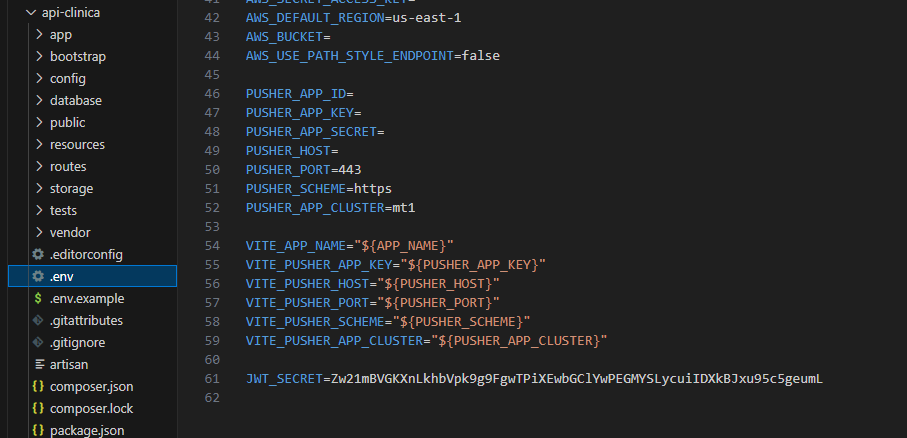 api-clinica
app
bootstrap
config
database
public
resources
routes
storage
tests
vendor
.editorconfig
.env
.env.example
.gitattributes
.gitignore
artisan
composer.json
composer.lock
package.json
41 AWS_SECRET_ACCESS_KEY=
42 AWS_DEFAULT_REGION=us-east-1
43 AWS_BUCKET=
44 AWS_USE_PATH_STYLE_ENDPOINT=false
45
46 PUSHER_APP_ID=
47 PUSHER_APP_KEY=
48 PUSHER_APP_SECRET=
49 PUSHER_HOST=
50 PUSHER_PORT=443
51 PUSHER_SCHEME=https
52 PUSHER_APP_CLUSTER=mt1
53
54 VITE_APP_NAME="${APP_NAME}"
55 VITE_PUSHER_APP_KEY="${PUSHER_APP_KEY}"
56 VITE_PUSHER_HOST="${PUSHER_HOST}"
57 VITE_PUSHER_PORT="${PUSHER_PORT}"
58 VITE_PUSHER_SCHEME="${PUSHER_SCHEME}"
59 VITE_PUSHER_APP_CLUSTER="${PUSHER_APP_CLUSTER}"
60
61 JWT_SECRET=Zw21mBVGKXnLkhbVpk9g9FgwTPiXEwbGClYwPEGMYSLycuiIDXkBJxu95c5geumL
62